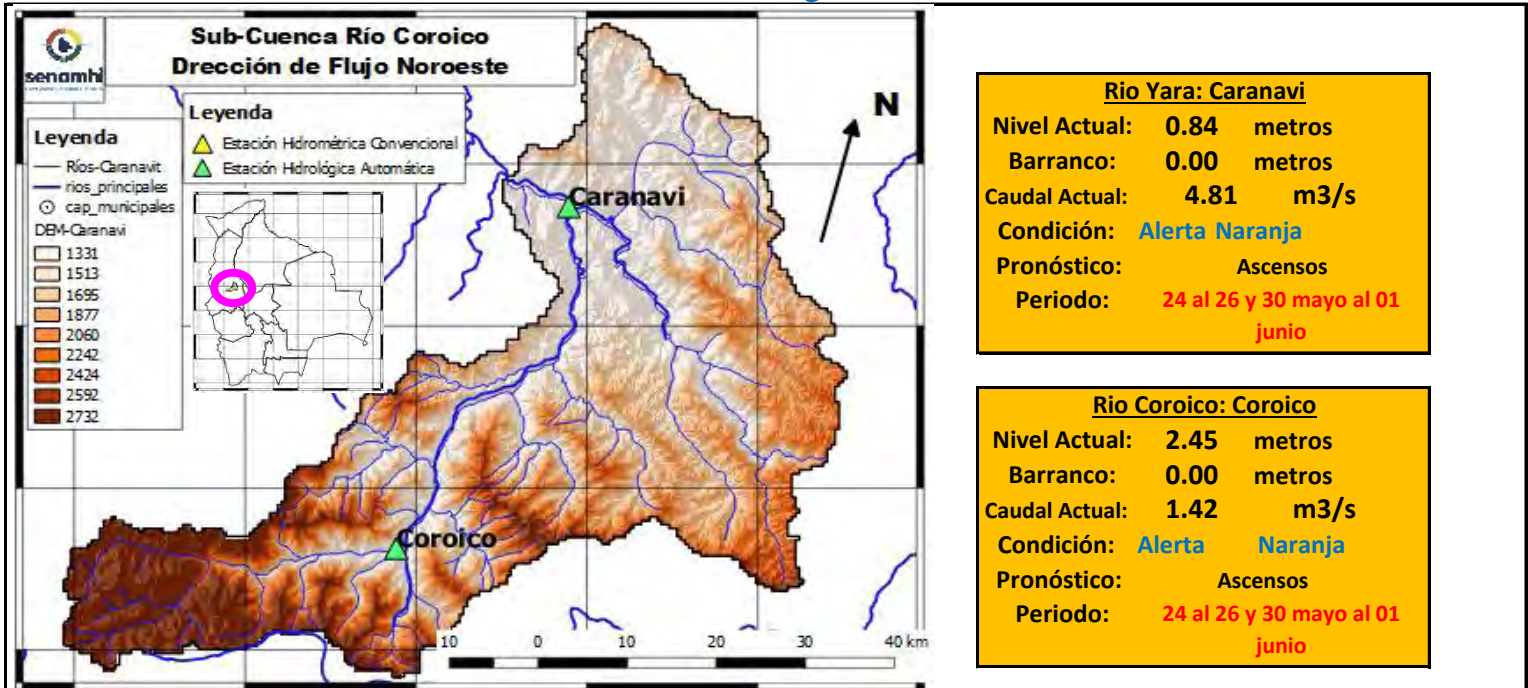 Sub-Cuenca Río Coroico
Drección de Flujo Noroeste
senamhi
Leyenda
Estación Hidrométrica Convencional
Estación Hidrológica Automática
Leyenda
Ríos-Caranavit
rios_principales
cap_municipales
DEM-Caranavi
1331
1513
1695
1877
2060
2242
2424
2592
2732
N
Caranavi
Coroico
10 0 10 20 30 40 km
Rio Yara: Caranavi
Nivel Actual: 0.84 metros
Barranco: 0.00 metros
Caudal Actual: 4.81 m3/s
Condición: Alerta Naranja
Pronóstico: Ascensos
Periodo: 24 al 26 y 30 mayo al 01
junio
Rio Coroico: Coroico
Nivel Actual: 2.45 metros
Barranco: 0.00 metros
Caudal Actual: 1.42 m3/s
Condición: Alerta Naranja
Pronóstico: Ascensos
Periodo: 24 al 26 y 30 mayo al 01
junio